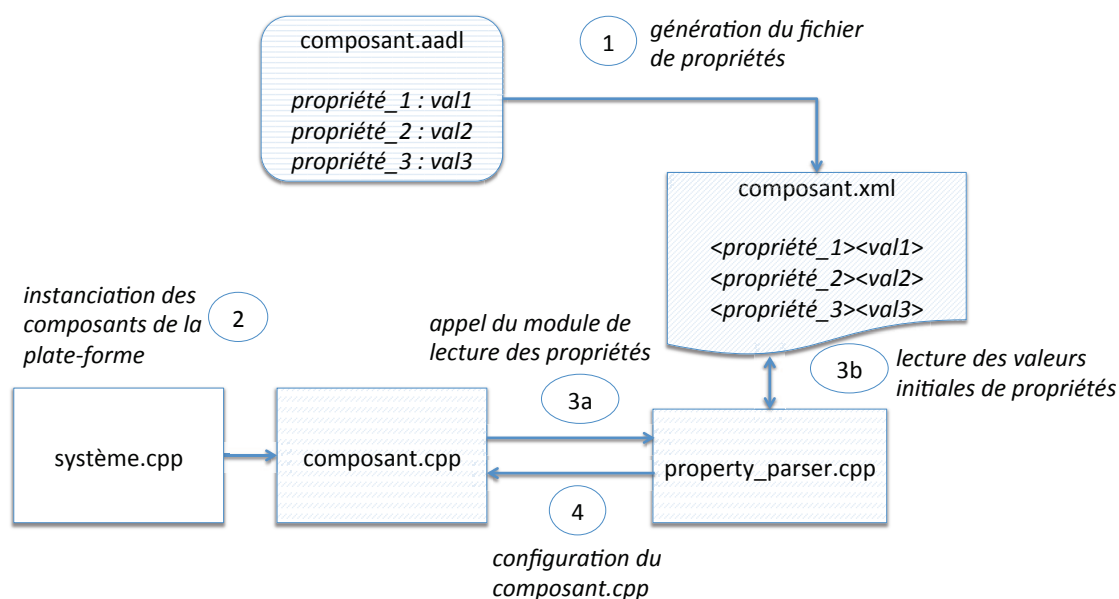 composant.aadl
propriété_1 : val1
propriété_2 : val2
propriété_3 : val3
1
génération du fichier
de propriétés
composant.xml
<propriété_1><val1>
<propriété_2><val2>
<propriété_3><val3>
instanciation des
composants de la
plate-forme
2
appel du module de
lecture des propriétés
3a
3b
lecture des valeurs
initiales de propriétés
système.cpp
composant.cpp
property_parser.cpp
4
configuration du
composant.cpp